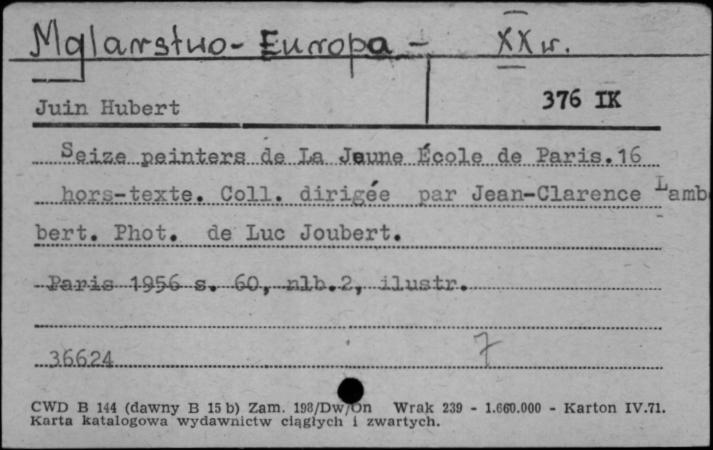 Malarstwo - Europa - XX w.
Juin Hubert
376 IK
Seize peinters de La Jeune École de Paris. 16
hors-texte. Coll. dirigée par Jean-Clarence Lamb
bert. Phot. de Luc Joubert.
Paris 1956 s. 60, nlb.2, ilustr.
36624
7
CWD B 144 (dawny B 15 b) Zam. 198/Dw/On Wrak 239 - 1.660.000 - Karton IV.71.
Karta katalogowa wydawnictw ciągłych i zwartych.